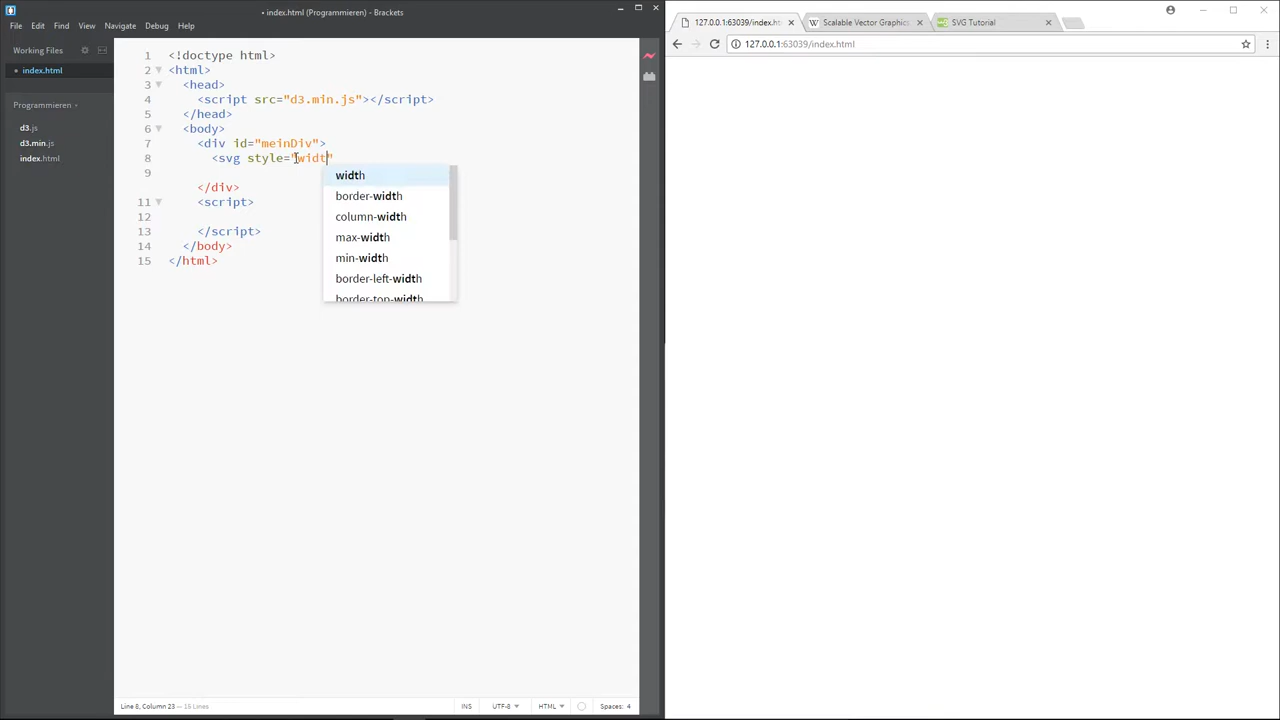 • index.html (Programmieren) - Brackets
File Edit Find View Navigate Debug Help
Working Files
• index.html
Programmieren
d3.js
d3.min.js
index.html
1 <!doctype html>
2 <html>
3 <head>
4 <script src="d3.min.js"></script>
5 </head>
6 <body>
7 <div id="meinDiv">
8 <svg style="widt"
9
</div>
11 <script>
12
13 </script>
14 </body>
15 </html>
width
border-width
column-width
max-width
min-width
border-left-width
border-top-width
Line 8, Column 23 — 15 Lines
INS UTF-8 HTML Spaces: 4
127.0.0.1:63039/index.ht
Scalable Vector Graphics
SVG Tutorial
127.0.0.1:63039/index.html